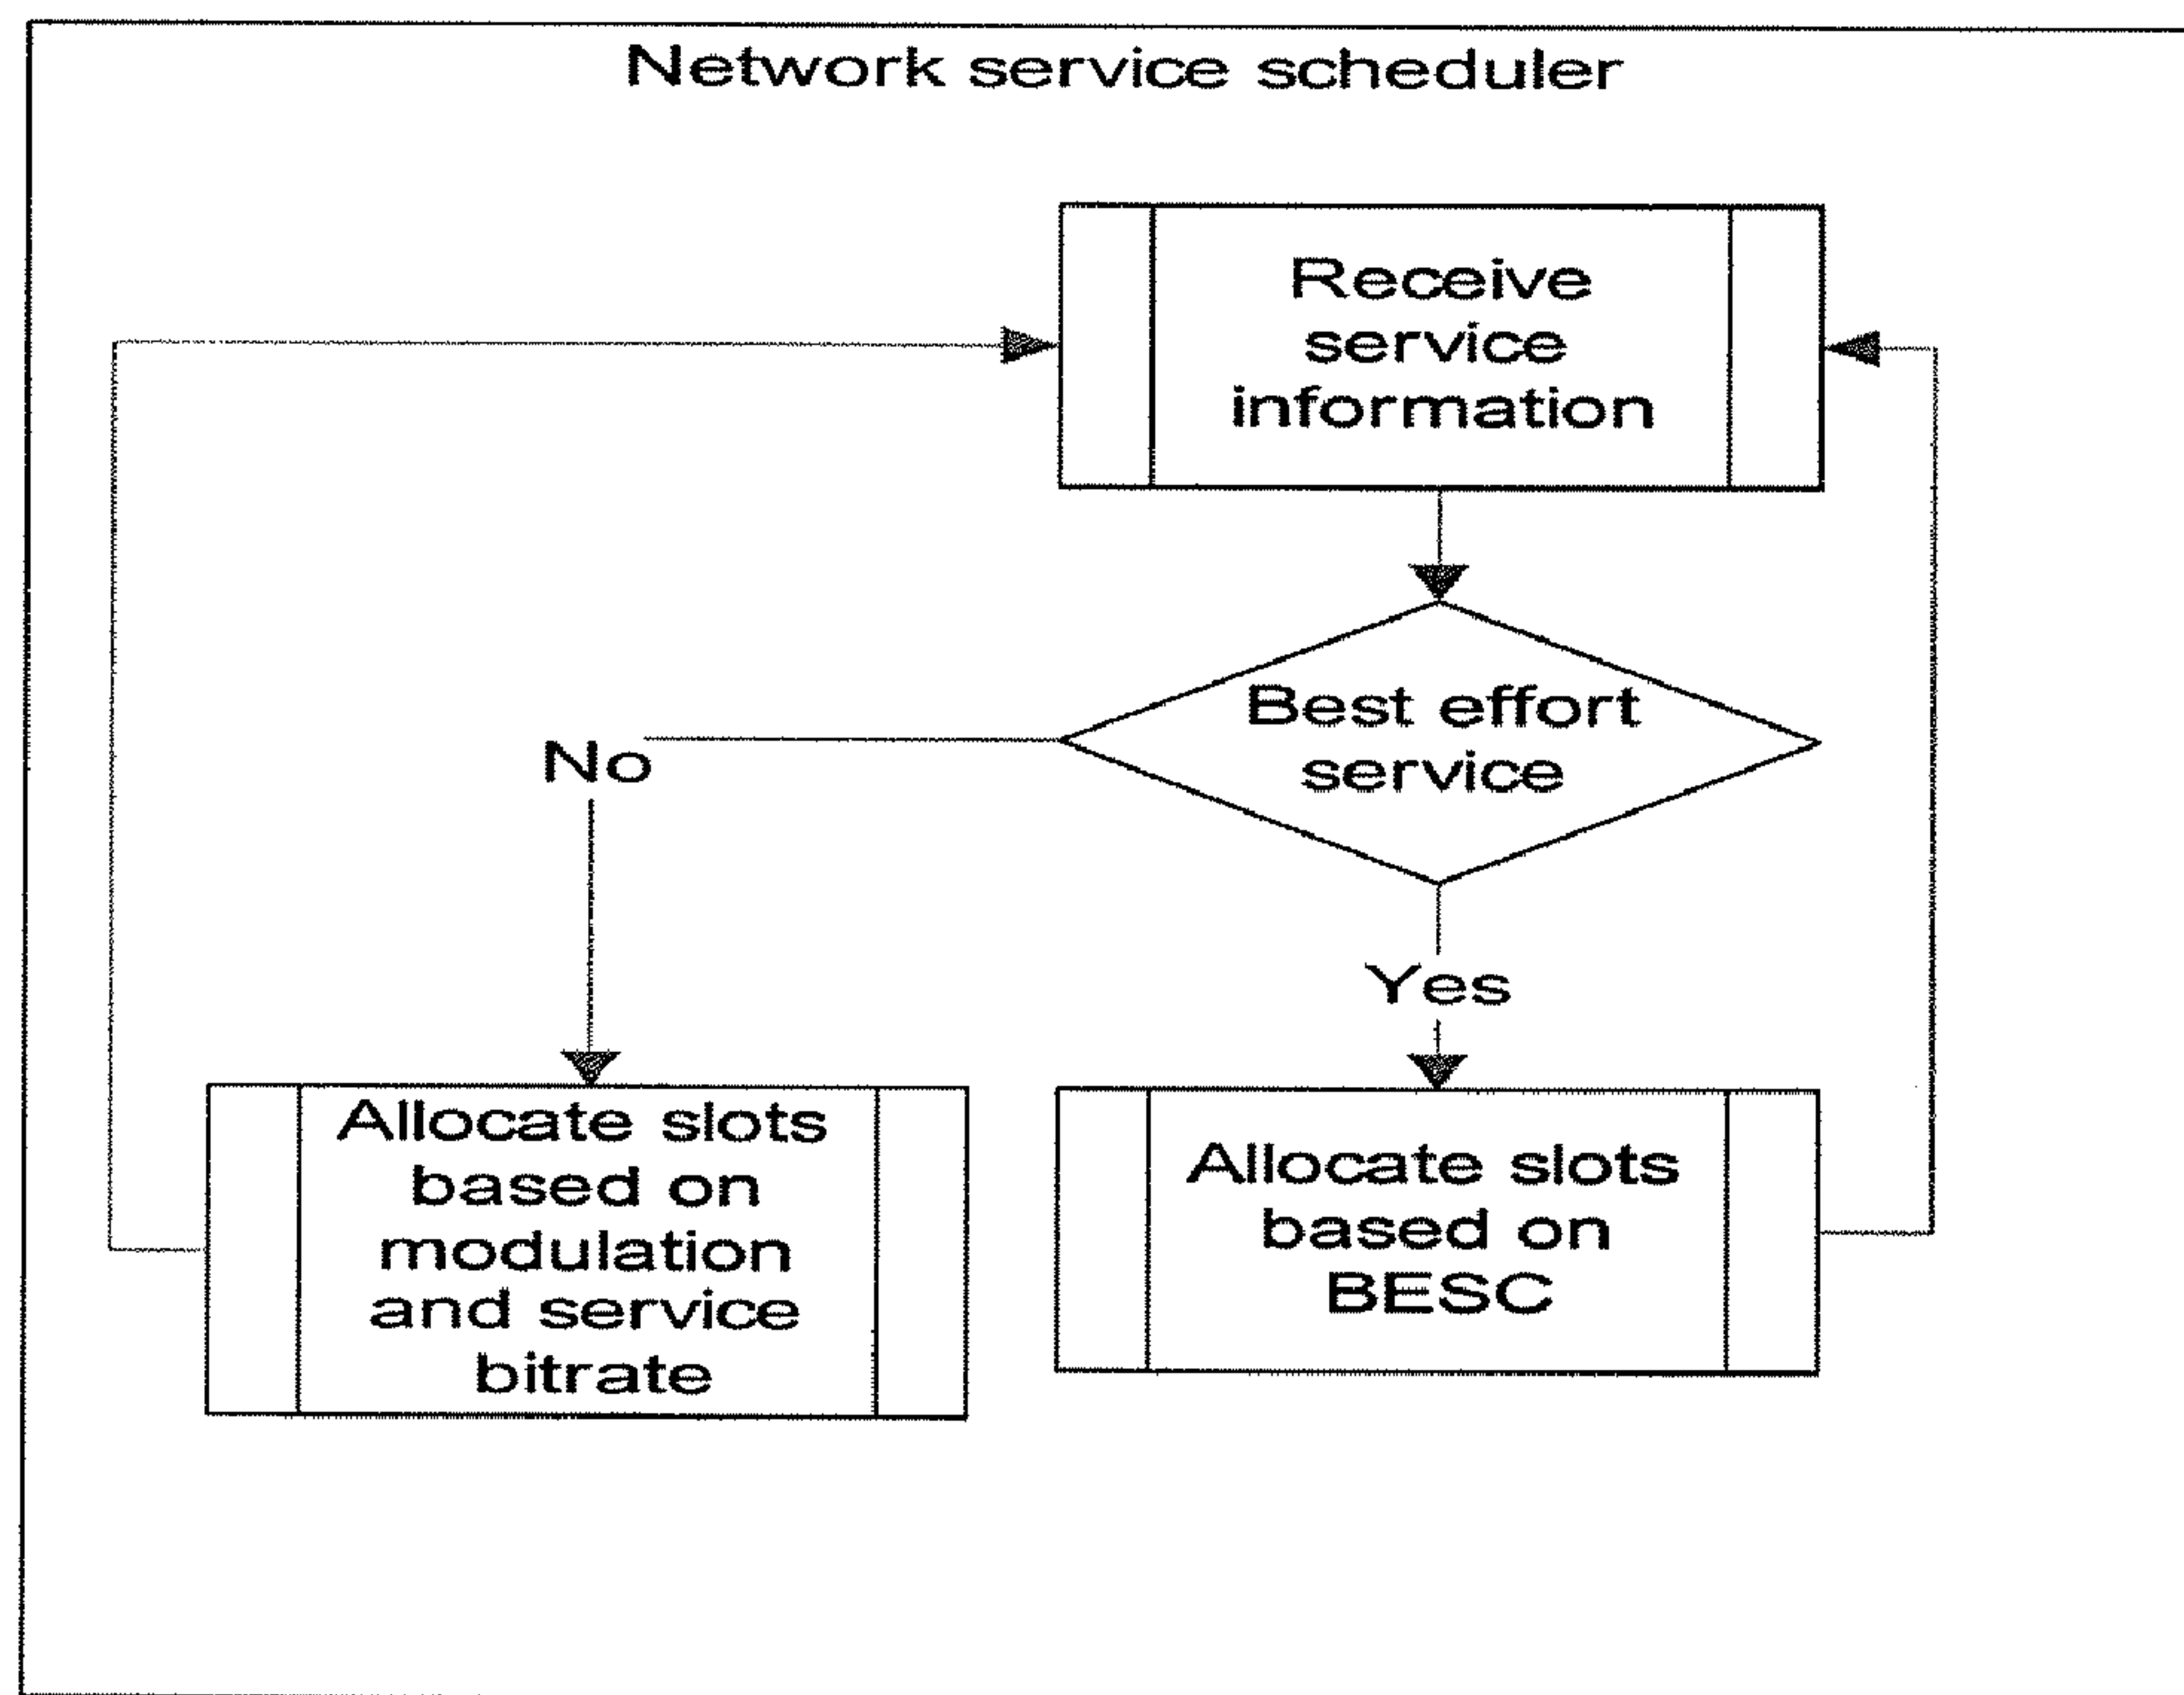 Network service scheduler
Receive
service
information
Best effort
service
No
Yes
Allocate slots
based on
modulation
and service
bitrate
Allocate slots
based on
BESC